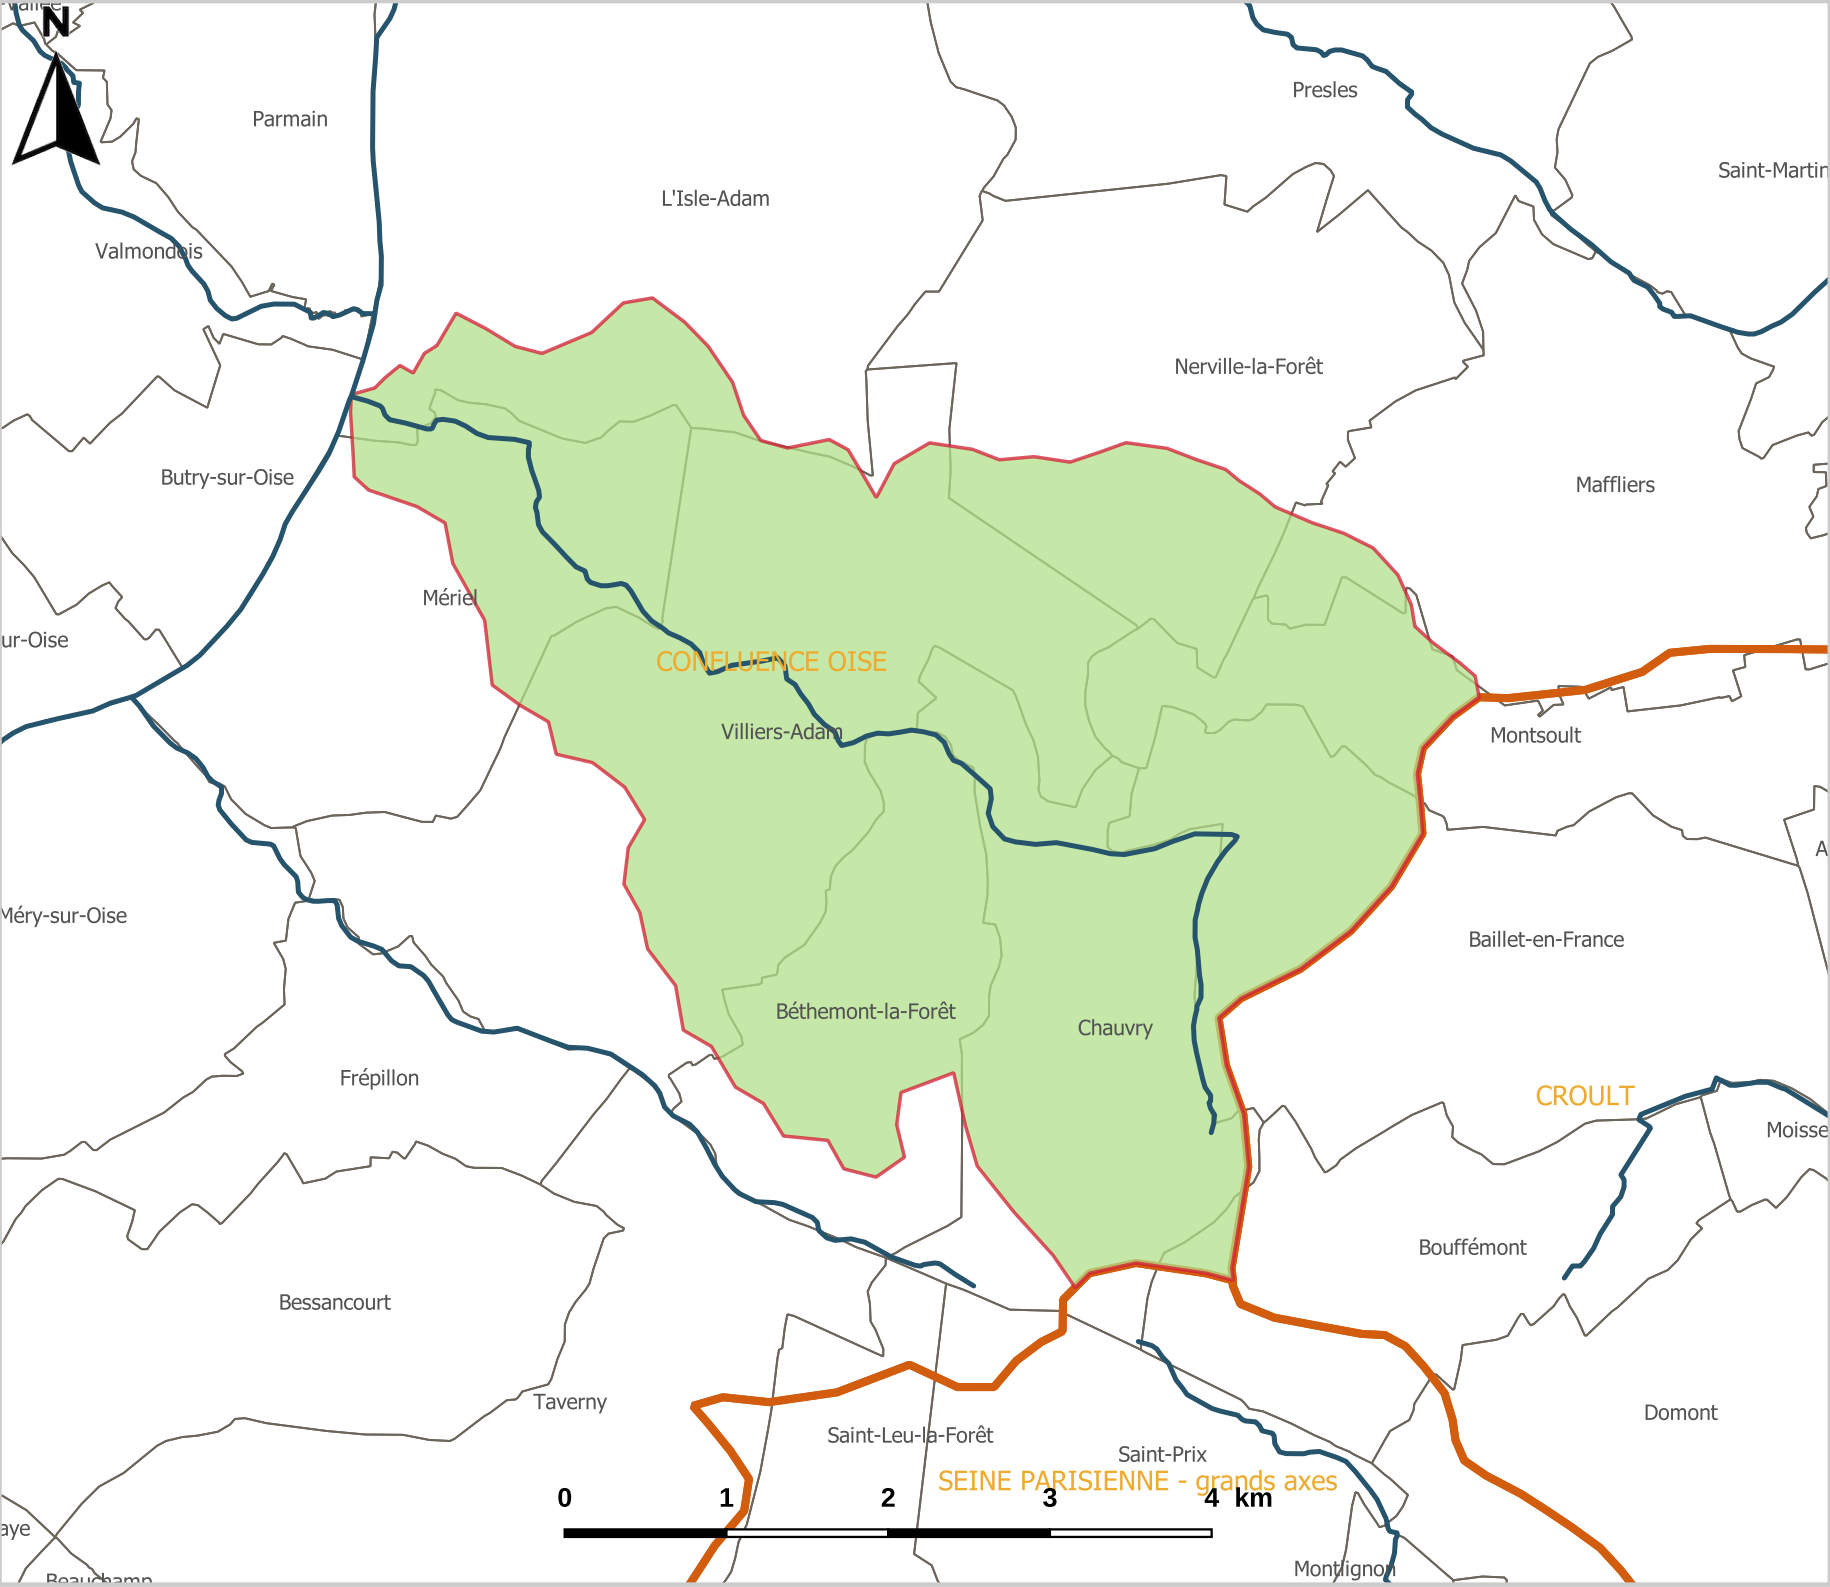 Vallée
N
Presles
Parmain
Saint-Martin
L'Isle-Adam
Valmondois
Nerville-la-Forêt
Butry-sur-Oise
Maffliers
Mériel
ur-Oise
CONFLUENCE OISE
Villiers-Adam
Montsoult
A
Méry-sur-Oise
Baillet-en-France
Béthemont-la-Forêt
Chauvry
Frépillon
CROULT
Moisse
Bouffémont
Bessancourt
Taverny
Domont
Saint-Leu-la-Forêt
Saint-Prix
SEINE PARISIENNE - grands axes
0 1 2 3 4 km
aye
Montlignon
Beauchamp